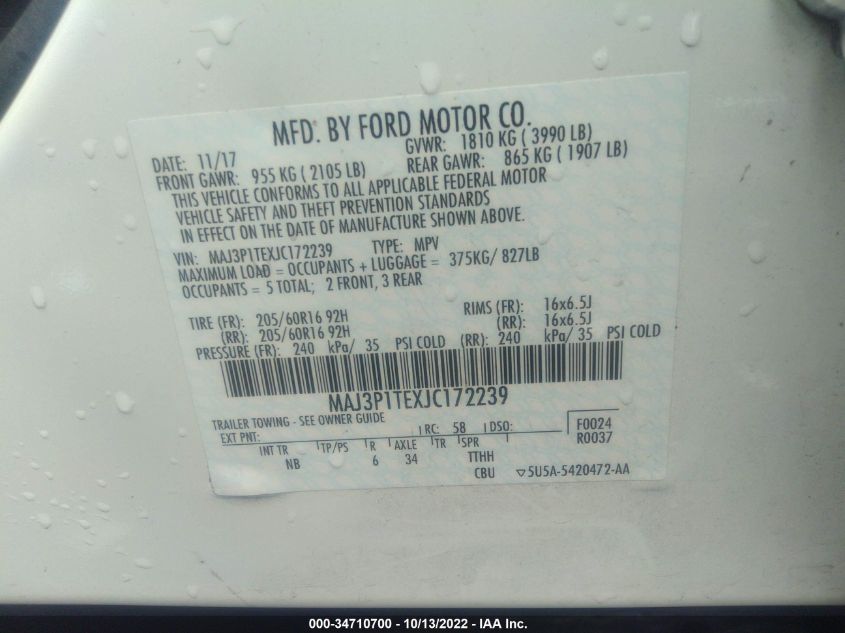 MFD. BY FORD MOTOR CO.
DATE: 11/17 GVWR: 1810 KG ( 3990 LB)
FRONT GAWR: 955 KG ( 2105 LB) REAR GAWR: 865 KG ( 1907 LB)
THIS VEHICLE CONFORMS TO ALL APPLICABLE FEDERAL MOTOR
VEHICLE SAFETY AND THEFT PREVENTION STANDARDS
IN EFFECT ON THE DATE OF MANUFACTURE SHOWN ABOVE.
VIN: MAJ3P1TEXJC172239 TYPE: MPV
MAXIMUM LOAD = OCCUPANTS + LUGGAGE = 375KG/ 827LB
OCCUPANTS = 5 TOTAL; 2 FRONT, 3 REAR
TIRE (FR): 205/60R16 92H RIMS (FR): 16x6.5J
(RR): 205/60R16 92H (RR): 16x6.5J
PRESSURE (FR): 240 kPa/ 35 PSI COLD (RR): 240 kPa/ 35 PSI COLD
MAJ3P1TEXJC172239
TRAILER TOWING - SEE OWNER GUIDE
EXT PNT: RC: 58 DSO: F0024
R0037
INT TR TP/PS R AXLE TR SPR
NB 6 34 TTHH
CBU ▽5U5A-5420472-AA
000-34710700 - 10/13/2022 - IAA Inc.